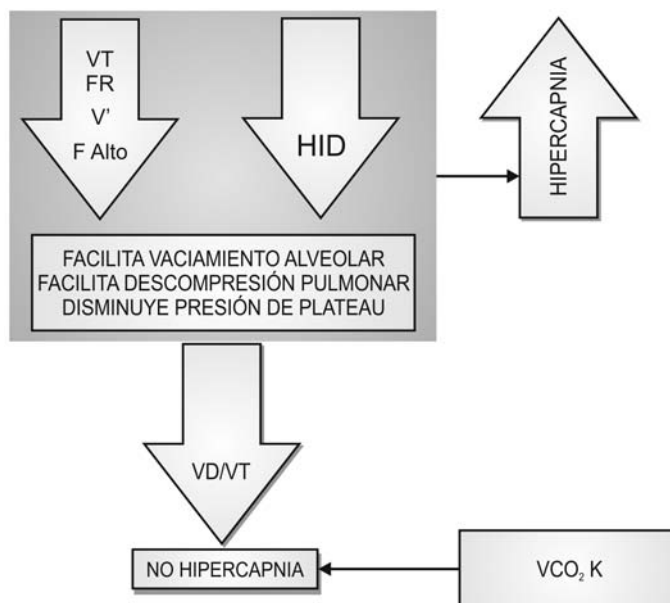 VT
FR
V'
F Alto
HID
HIPERCAPNIA
FACILITA VACIAMIENTO ALVEOLAR
FACILITA DESCOMPRESIÓN PULMONAR
DISMINUYE PRESIÓN DE PLATEAU
VD/VT
NO HIPERCAPNIA
VCO₂ K